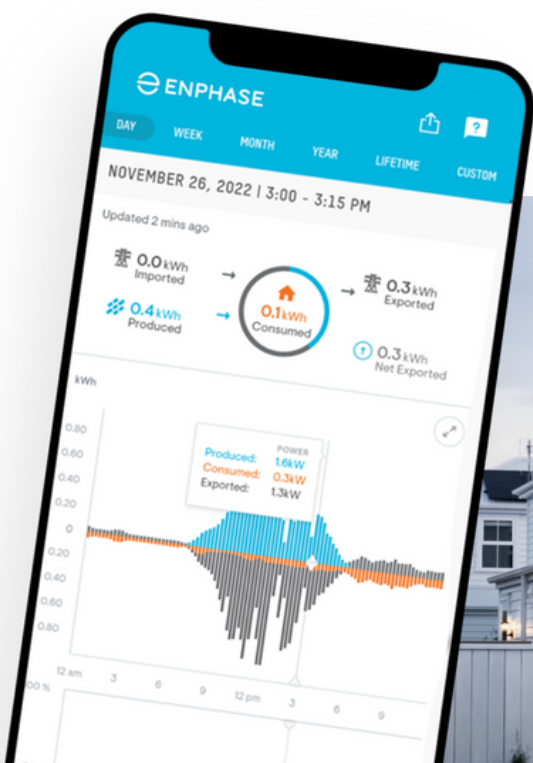 ENPHASE
?
DAY WEEK MONTH YEAR LIFETIME CUSTOM
NOVEMBER 26, 2022 | 3:00 - 3:15 PM
Updated 2 mins ago
0.0 kWh
Imported
0.3 kWh
Exported
0.1 kWh
Consumed
0.4 kWh
Produced
0.3 kWh
Net Exported
kWh
POWER
Produced: 1.6kW
Consumed: 0.3kW
Exported: 1.3kW
0.80
0.60
0.40
0.20
0
0.20
0.40
0.60
0.80
12 am 3 6 9 12 pm 3 6 9
00 %